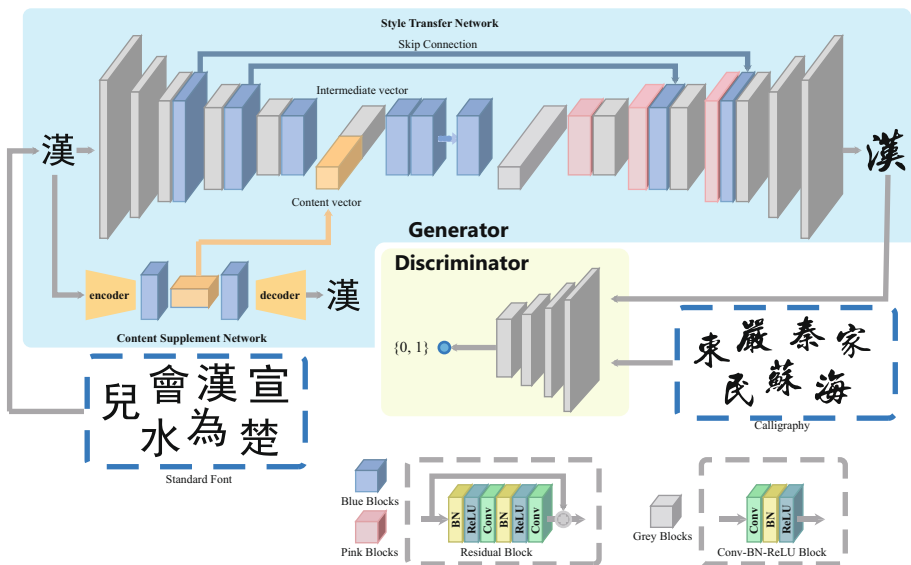 Style Transfer Network
Skip Connection
Intermediate vector
漢
漢
Content vector
Generator
Discriminator
encoder
decoder
漢
Content Supplement Network
{0, 1}
東嚴秦家
民蘇海
Calligraphy
兒會漢宣
水為楚
Standard Font
Blue Blocks
Pink Blocks
BN
ReLU
Conv
BN
ReLU
Conv
Residual Block
Grey Blocks
Conv
BN
ReLU
Conv-BN-ReLU Block